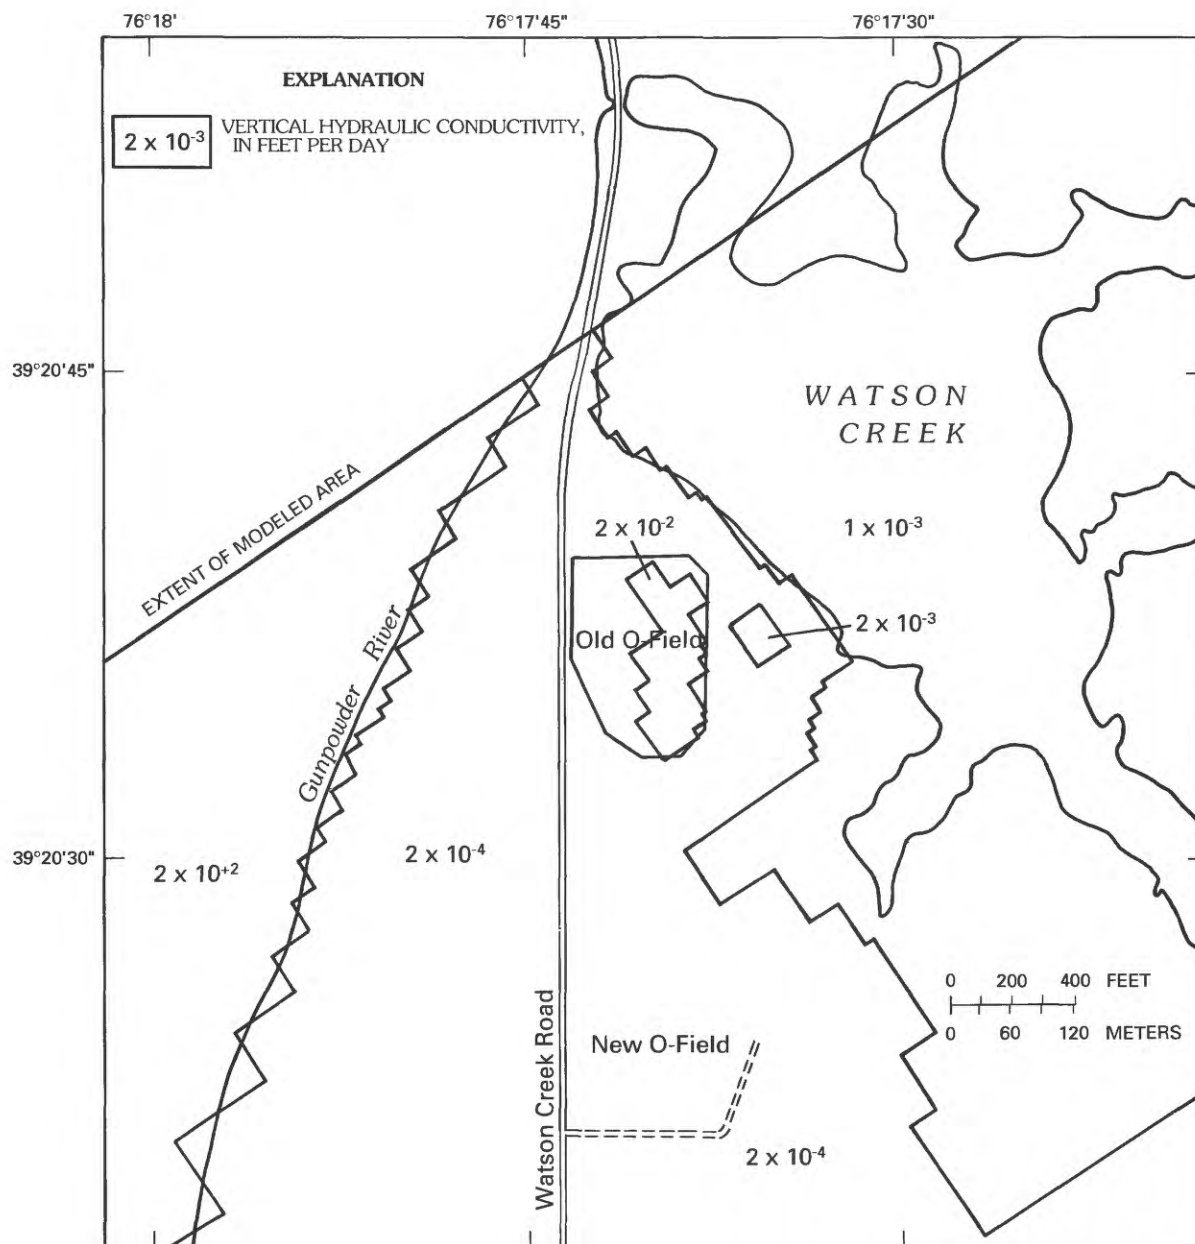 76°18'
76°17'45"
76°17'30"
EXPLANATION
2 x 10⁻³
VERTICAL HYDRAULIC CONDUCTIVITY,
IN FEET PER DAY
39°20'45"
WATSON
CREEK
EXTENT OF MODELED AREA
2 x 10⁻²
1 x 10⁻³
Old O-Field
2 x 10⁻³
Gunpowder River
39°20'30"
2 x 10⁺²
2 x 10⁻⁴
0 200 400 FEET
0 60 120 METERS
Watson Creek Road
New O-Field
2 x 10⁻⁴